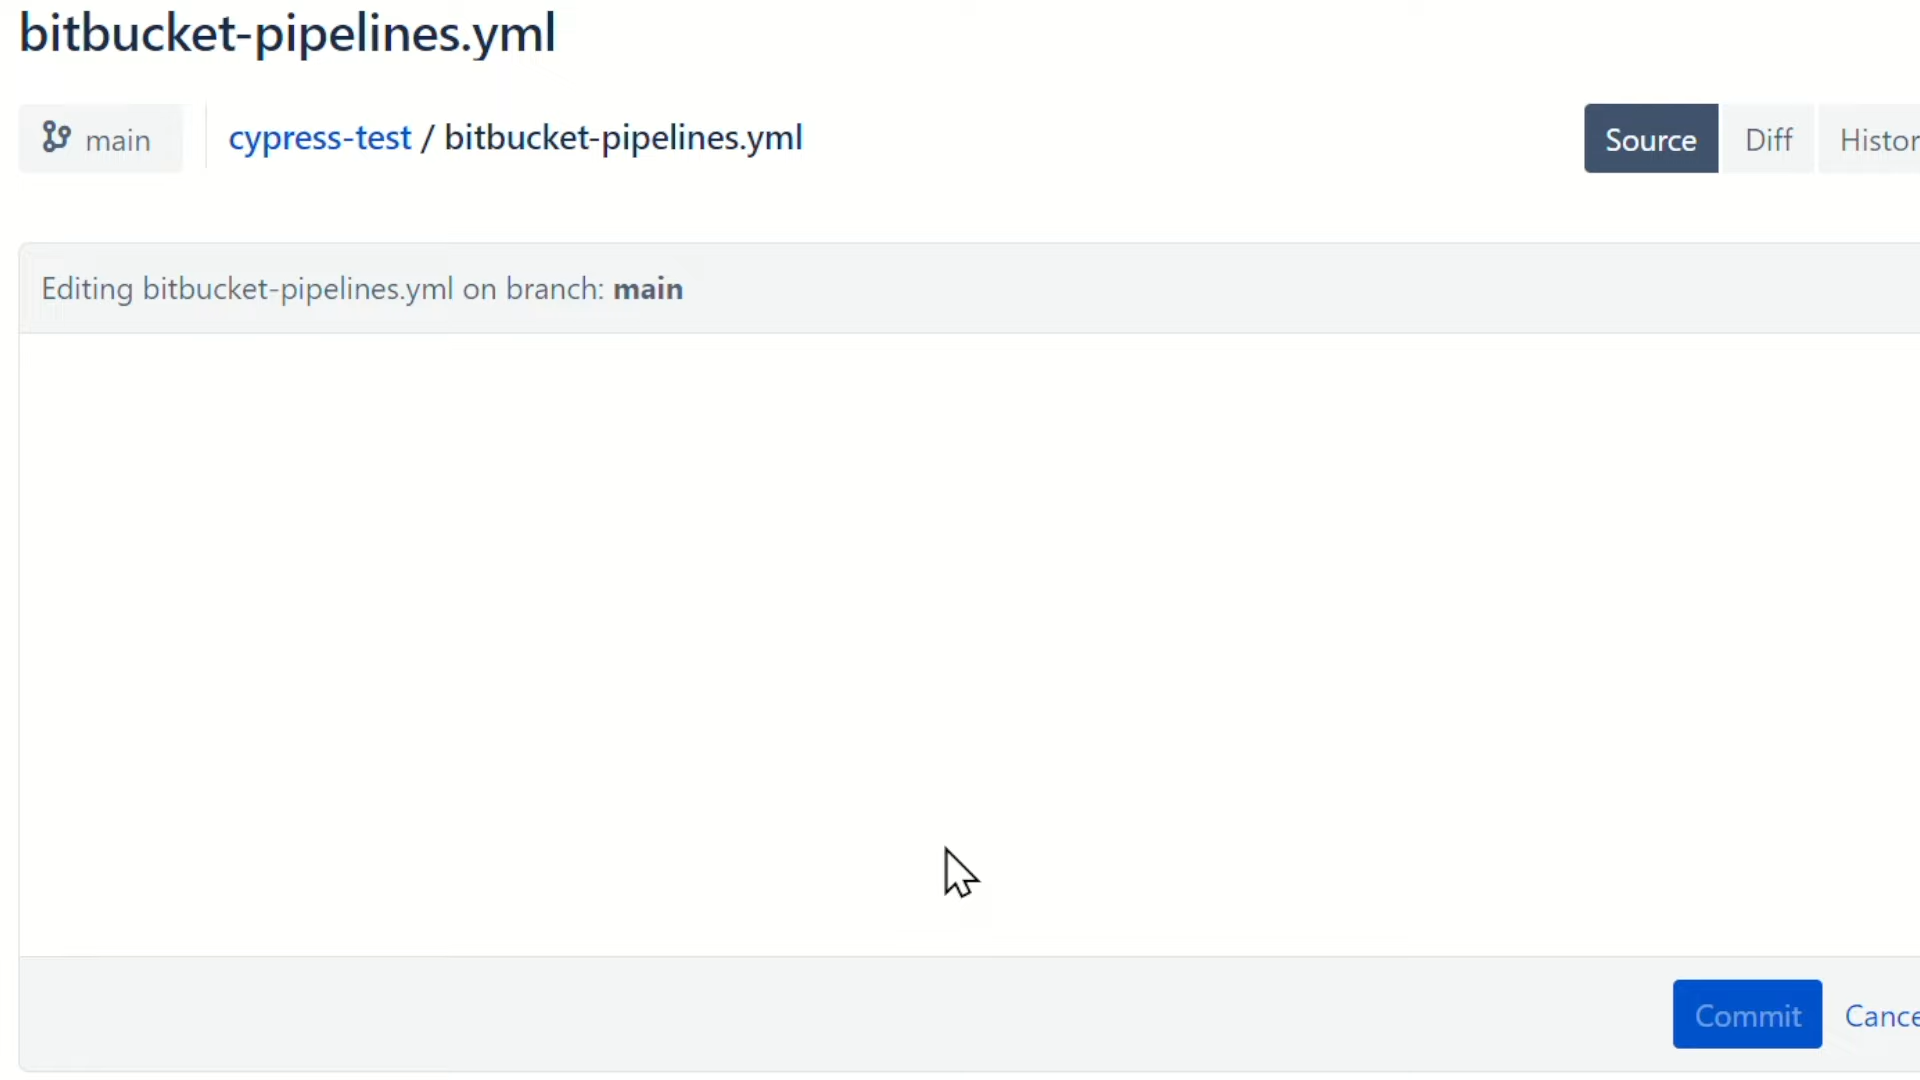 bitbucket-pipelines.yml
main
cypress-test / bitbucket-pipelines.yml
Source
Diff
Histor
Editing bitbucket-pipelines.yml on branch: main
Commit
Cance